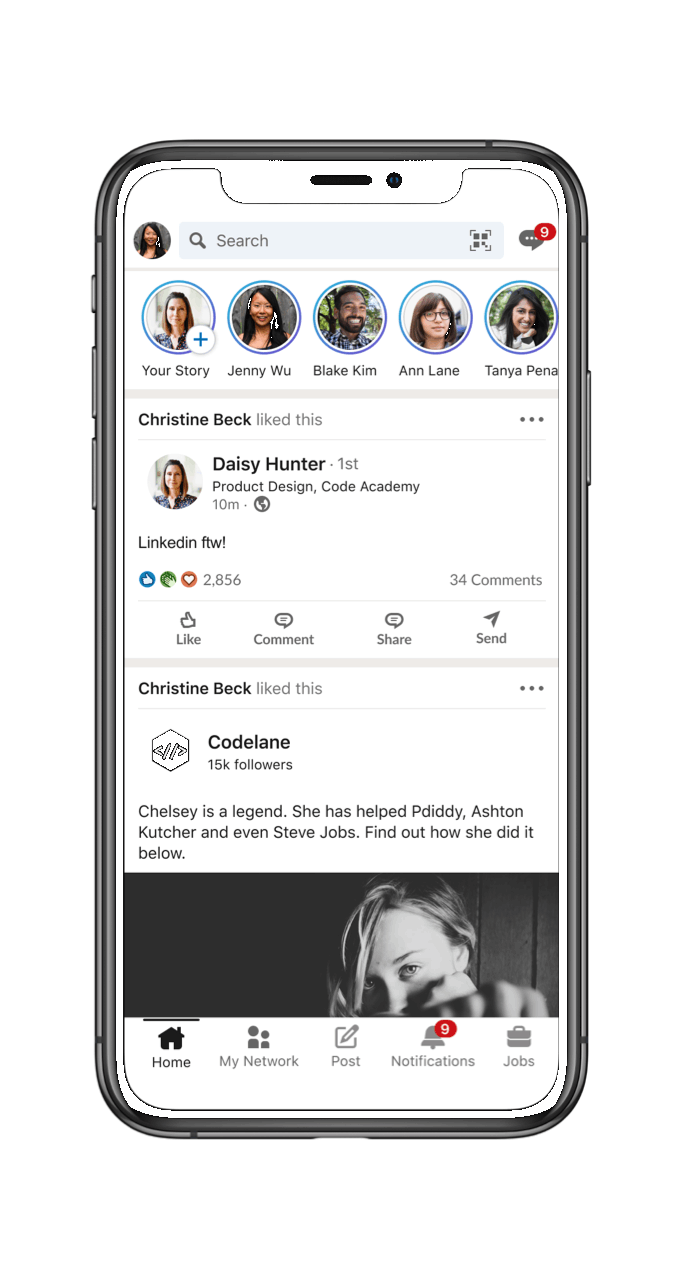 Search
9
Your Story
Jenny Wu
Blake Kim
Ann Lane
Tanya Pena
Christine Beck liked this
Daisy Hunter · 1st
Product Design, Code Academy
10m ·
Linkedin ftw!
2,856
34 Comments
Like
Comment
Share
Send
Christine Beck liked this
</>
Codelane
15k followers
Chelsey is a legend. She has helped Pdiddy, Ashton
Kutcher and even Steve Jobs. Find out how she did it
below.
9
Home
My Network
Post
Notifications
Jobs